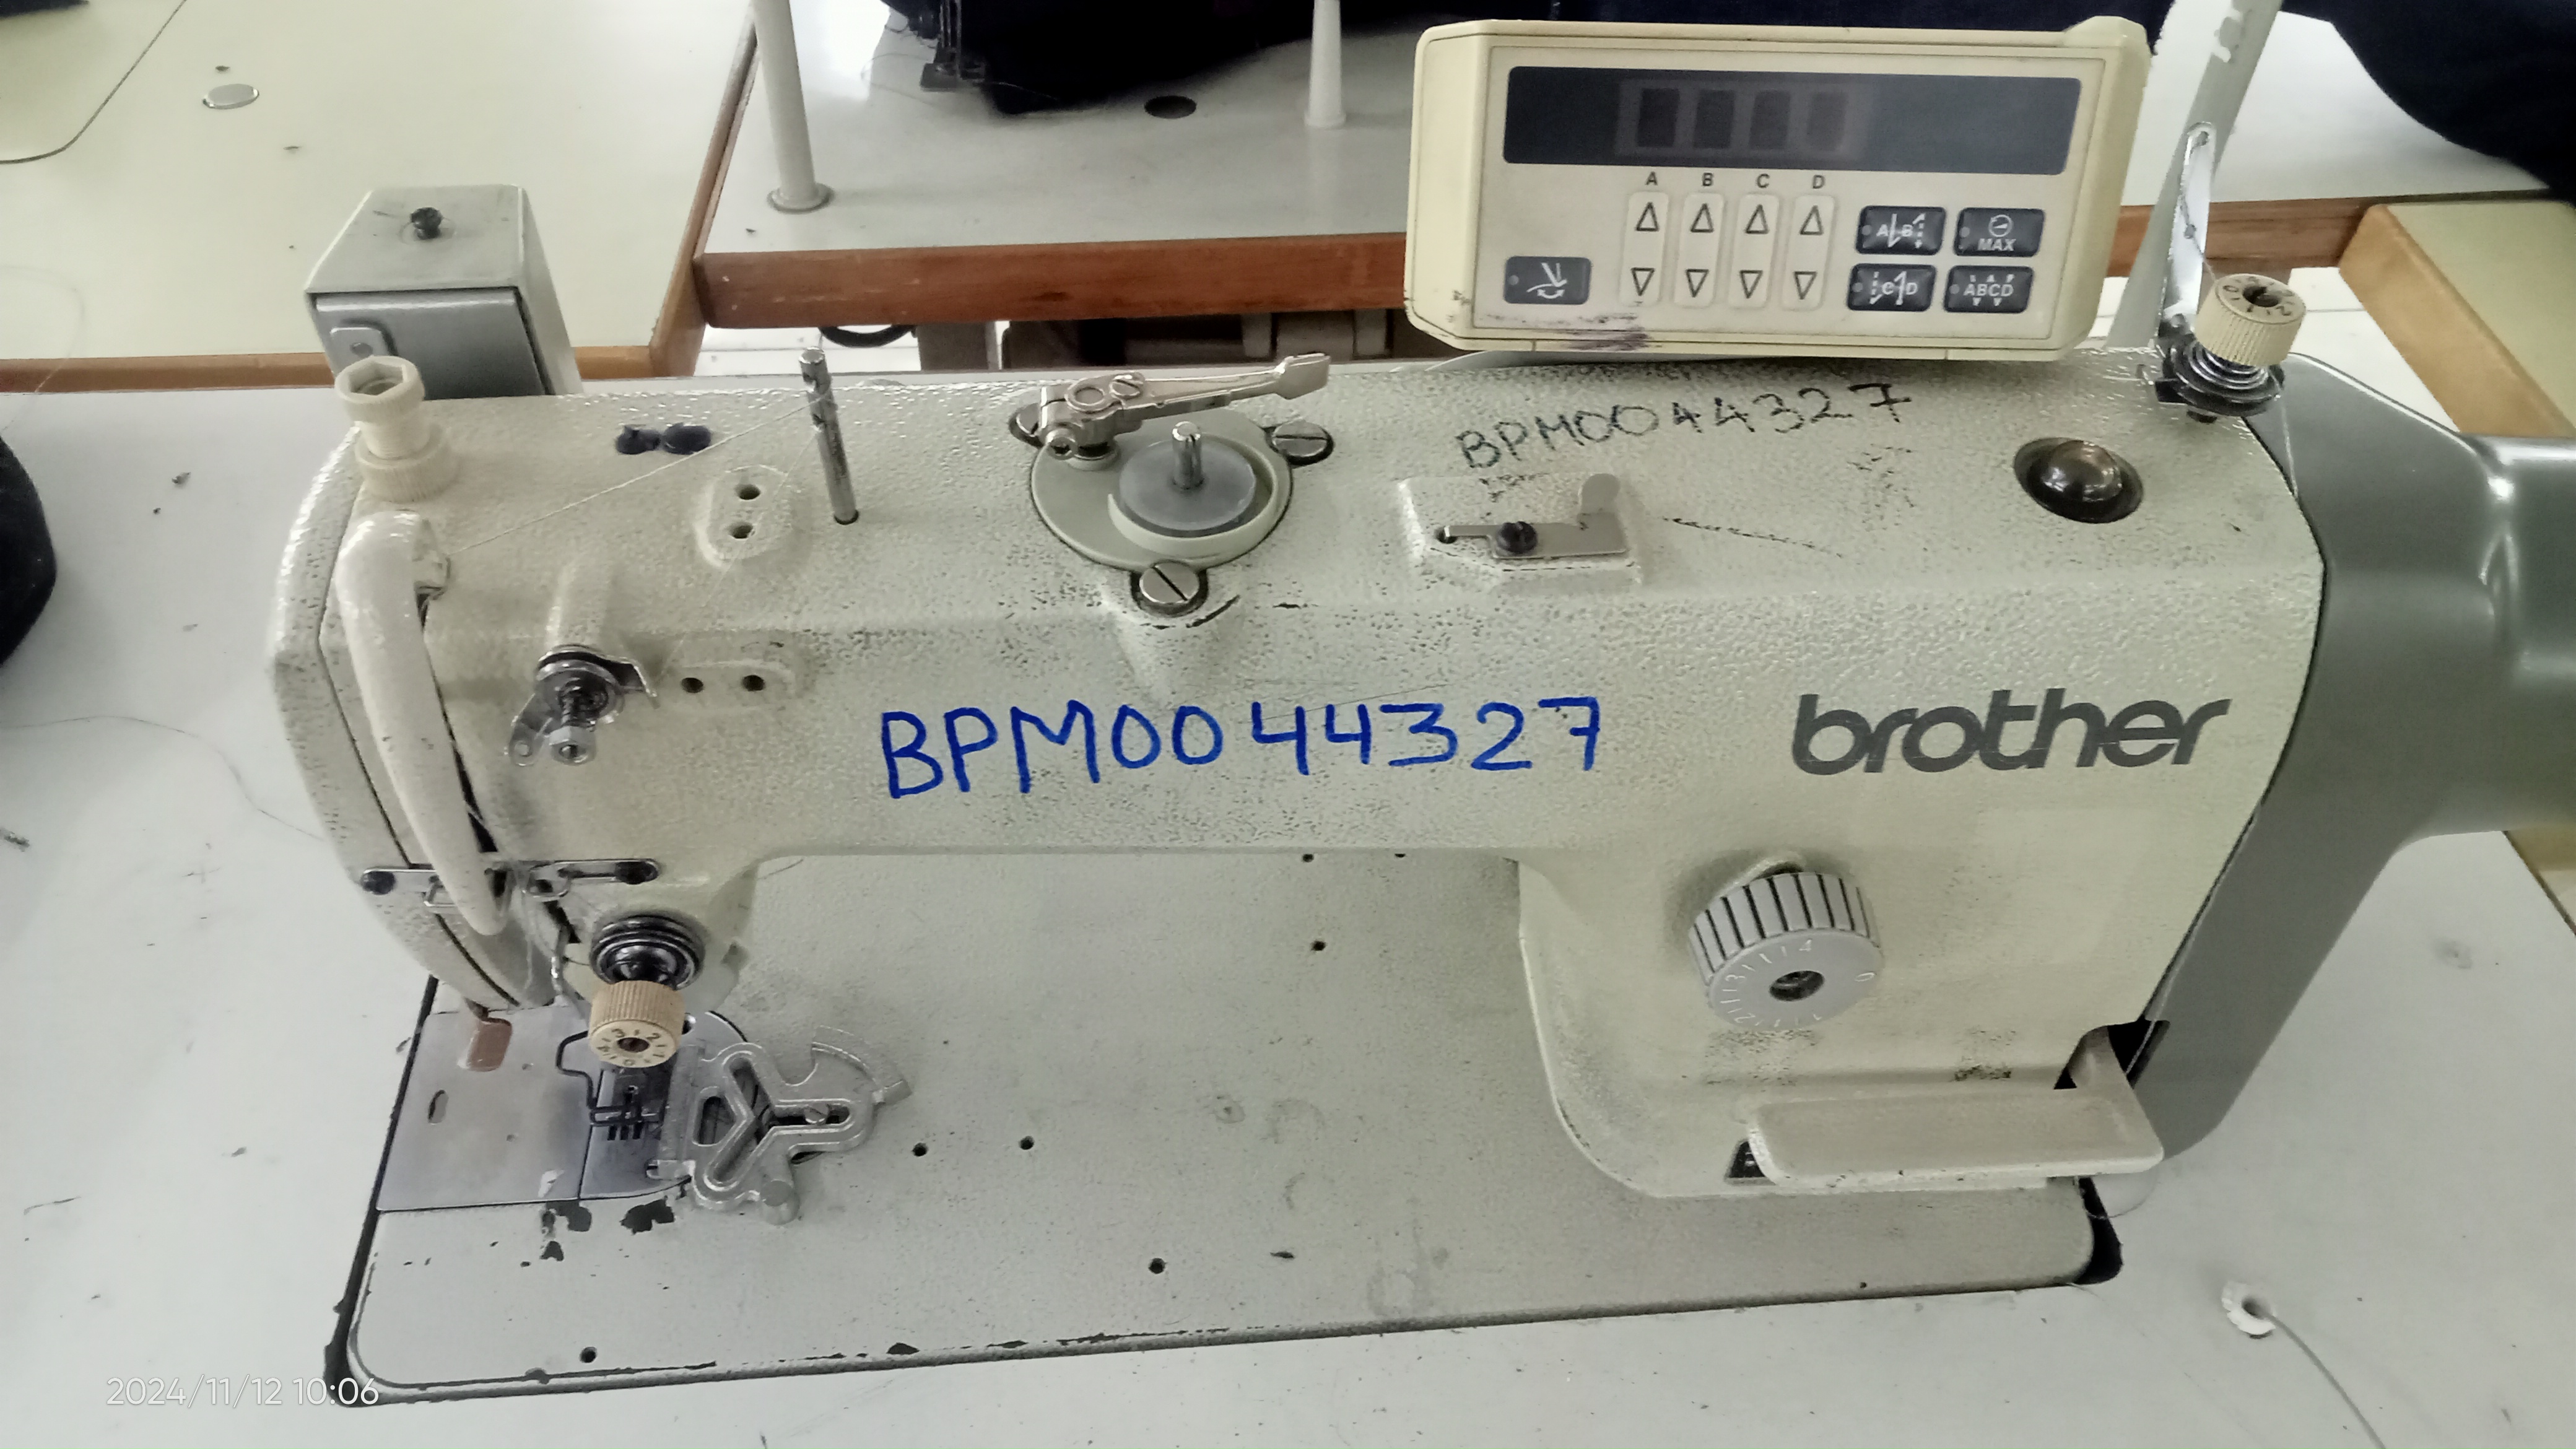 A B C D
A B
MAX
C D
ABCD
BPM0044327
BPM0044327
brother
2024/11/12 10:06